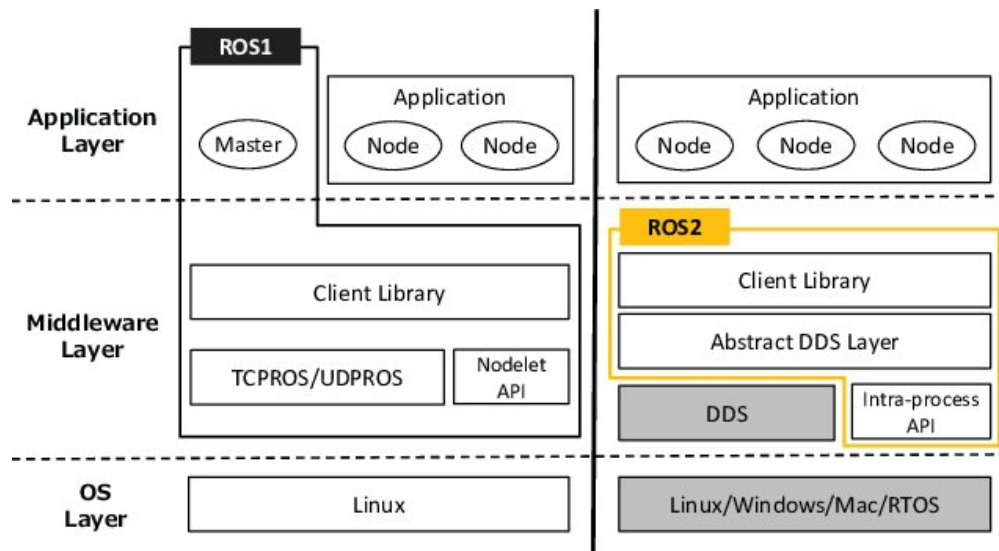 ROS1
Application
Layer
Master
Application
Node
Node
Application
Node
Node
Node
Middleware
Layer
Client Library
TCPROS/UDPROS
Nodelet
API
ROS2
Client Library
Abstract DDS Layer
DDS
Intra-process
API
OS
Layer
Linux
Linux/Windows/Mac/RTOS